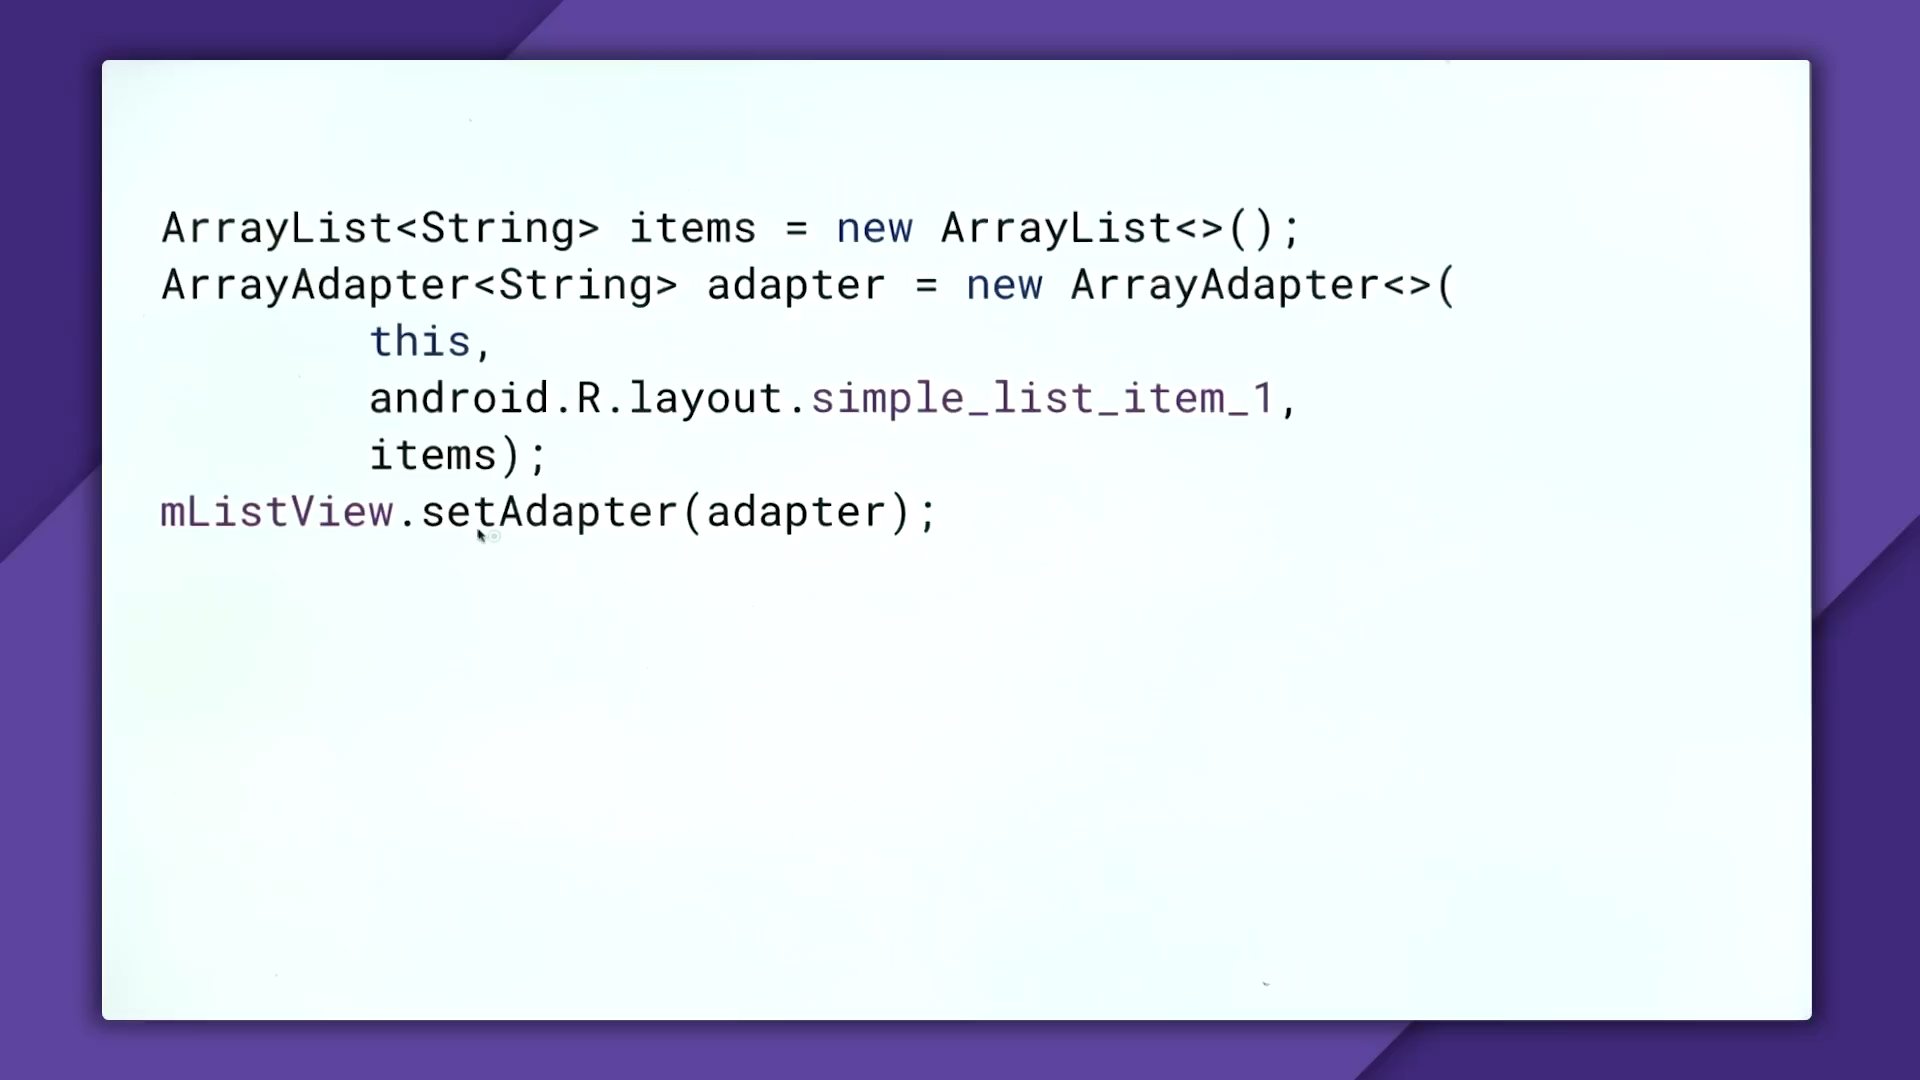 ArrayList<String> items = new ArrayList<>();
ArrayAdapter<String> adapter = new ArrayAdapter<>(
        this,
        android.R.layout.simple_list_item_1,
        items);
mListView.setAdapter(adapter);